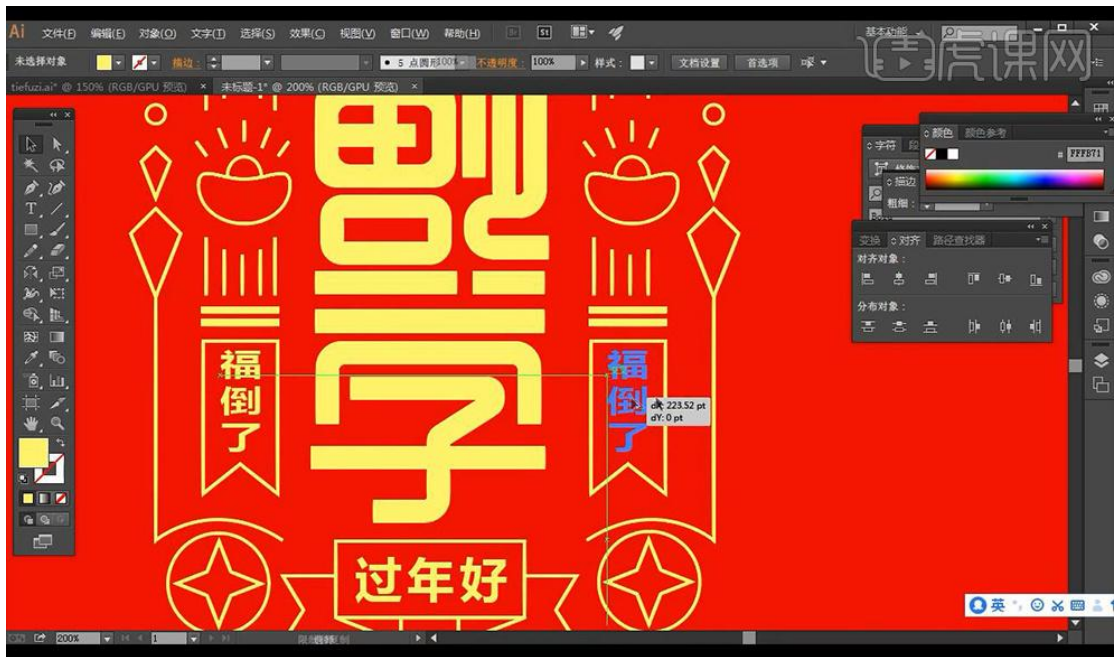 Ai 文件(F) 编辑(E) 对象(O) 文字(T) 选择(S) 效果(C) 视图(V) 窗口(W) 帮助(H) Br St 基本功能
虎课网
未选择对象 描边: 5 点圆形 不透明度: 100% 样式: 文档设置 首选项
tiefuzi.ai* @ 150% (RGB/GPU 预览) × 未标题-1* @ 200% (RGB/GPU 预览) ×
颜色 颜色参考
字符 段
# FFFB71
描边
粗细:
变换 对齐 路径查找器
对齐对象:
分布对象:
字
福倒了
福倒了
dX: 223.52 pt
dY: 0 pt
过年好
英
200% 1